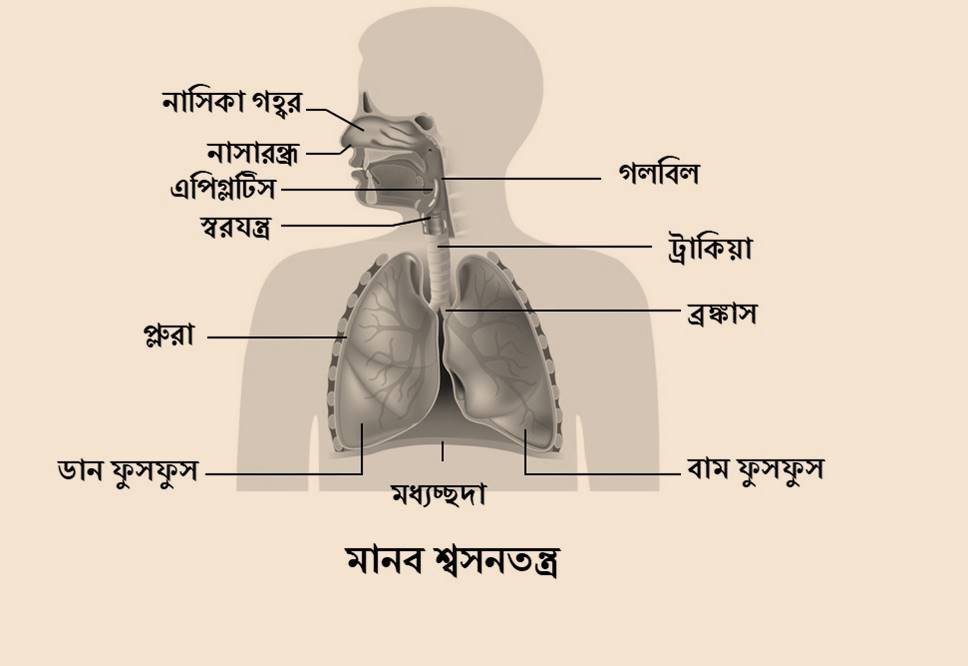 নাসিকা গহ্বর
নাসারন্ধ্র
এপিগ্লটিস
স্বরযন্ত্র
গলবিল
ট্রাকিয়া
ব্রঙ্কাস
প্লুরা
ডান ফুসফুস
বাম ফুসফুস
মধ্যচ্ছদা
মানব শ্বসনতন্ত্র